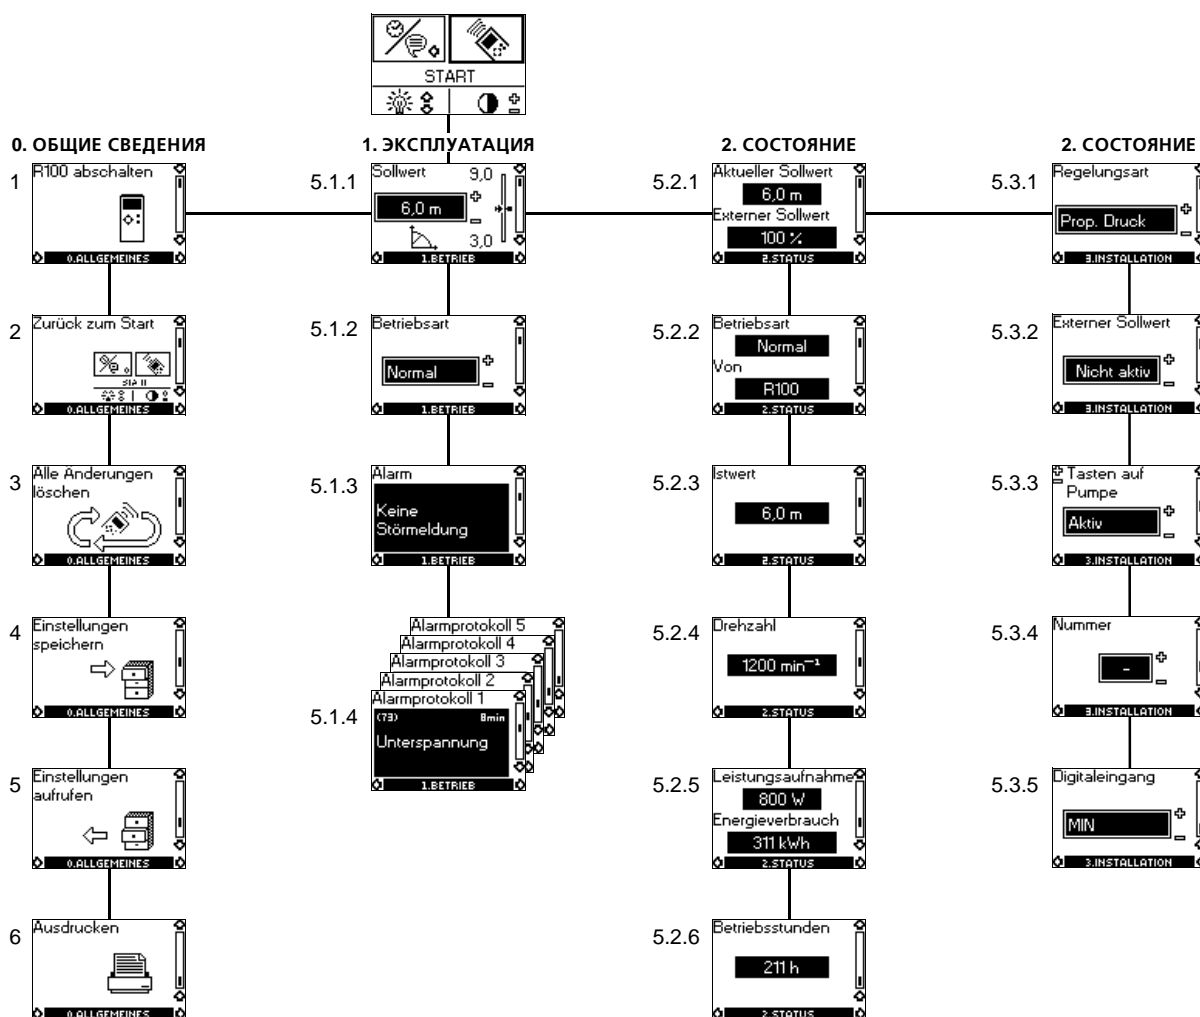 START
0. ОБЩИЕ СВЕДЕНИЯ
1
R100 abschalten
0.ALLGEMEINES
2
Zurück zum Start
START
0.ALLGEMEINES
3
Alle Änderungen
löschen
0.ALLGEMEINES
4
Einstellungen
speichern
0.ALLGEMEINES
5
Einstellungen
aufrufen
0.ALLGEMEINES
6
Ausdrucken
0.ALLGEMEINES
1. ЭКСПЛУАТАЦИЯ
5.1.1
Sollwert
9,0
6,0 m
3,0
1.BETRIEB
5.1.2
Betriebsart
Normal
1.BETRIEB
5.1.3
Alarm
Keine
Störmeldung
1.BETRIEB
Alarmprotokoll 5
Alarmprotokoll 4
Alarmprotokoll 3
Alarmprotokoll 2
Alarmprotokoll 1
5.1.4
(73) 8min
Unterspannung
1.BETRIEB
2. СОСТОЯНИЕ
5.2.1
Aktueller Sollwert
6,0 m
Externer Sollwert
100 %
2.STATUS
5.2.2
Betriebsart
Normal
Von
R100
2.STATUS
5.2.3
Istwert
6,0 m
2.STATUS
5.2.4
Drehzahl
1200 min⁻¹
2.STATUS
5.2.5
Leistungsaufnahme
800 W
Energieverbrauch
311 kWh
2.STATUS
5.2.6
Betriebsstunden
211 h
2.STATUS
2. СОСТОЯНИЕ
5.3.1
Regelungsart
Prop. Druck
3.INSTALLATION
5.3.2
Externer Sollwert
Nicht aktiv
3.INSTALLATION
5.3.3
Tasten auf
Pumpe
Aktiv
3.INSTALLATION
5.3.4
Nummer
-
3.INSTALLATION
5.3.5
Digitaleingang
MIN
3.INSTALLATION